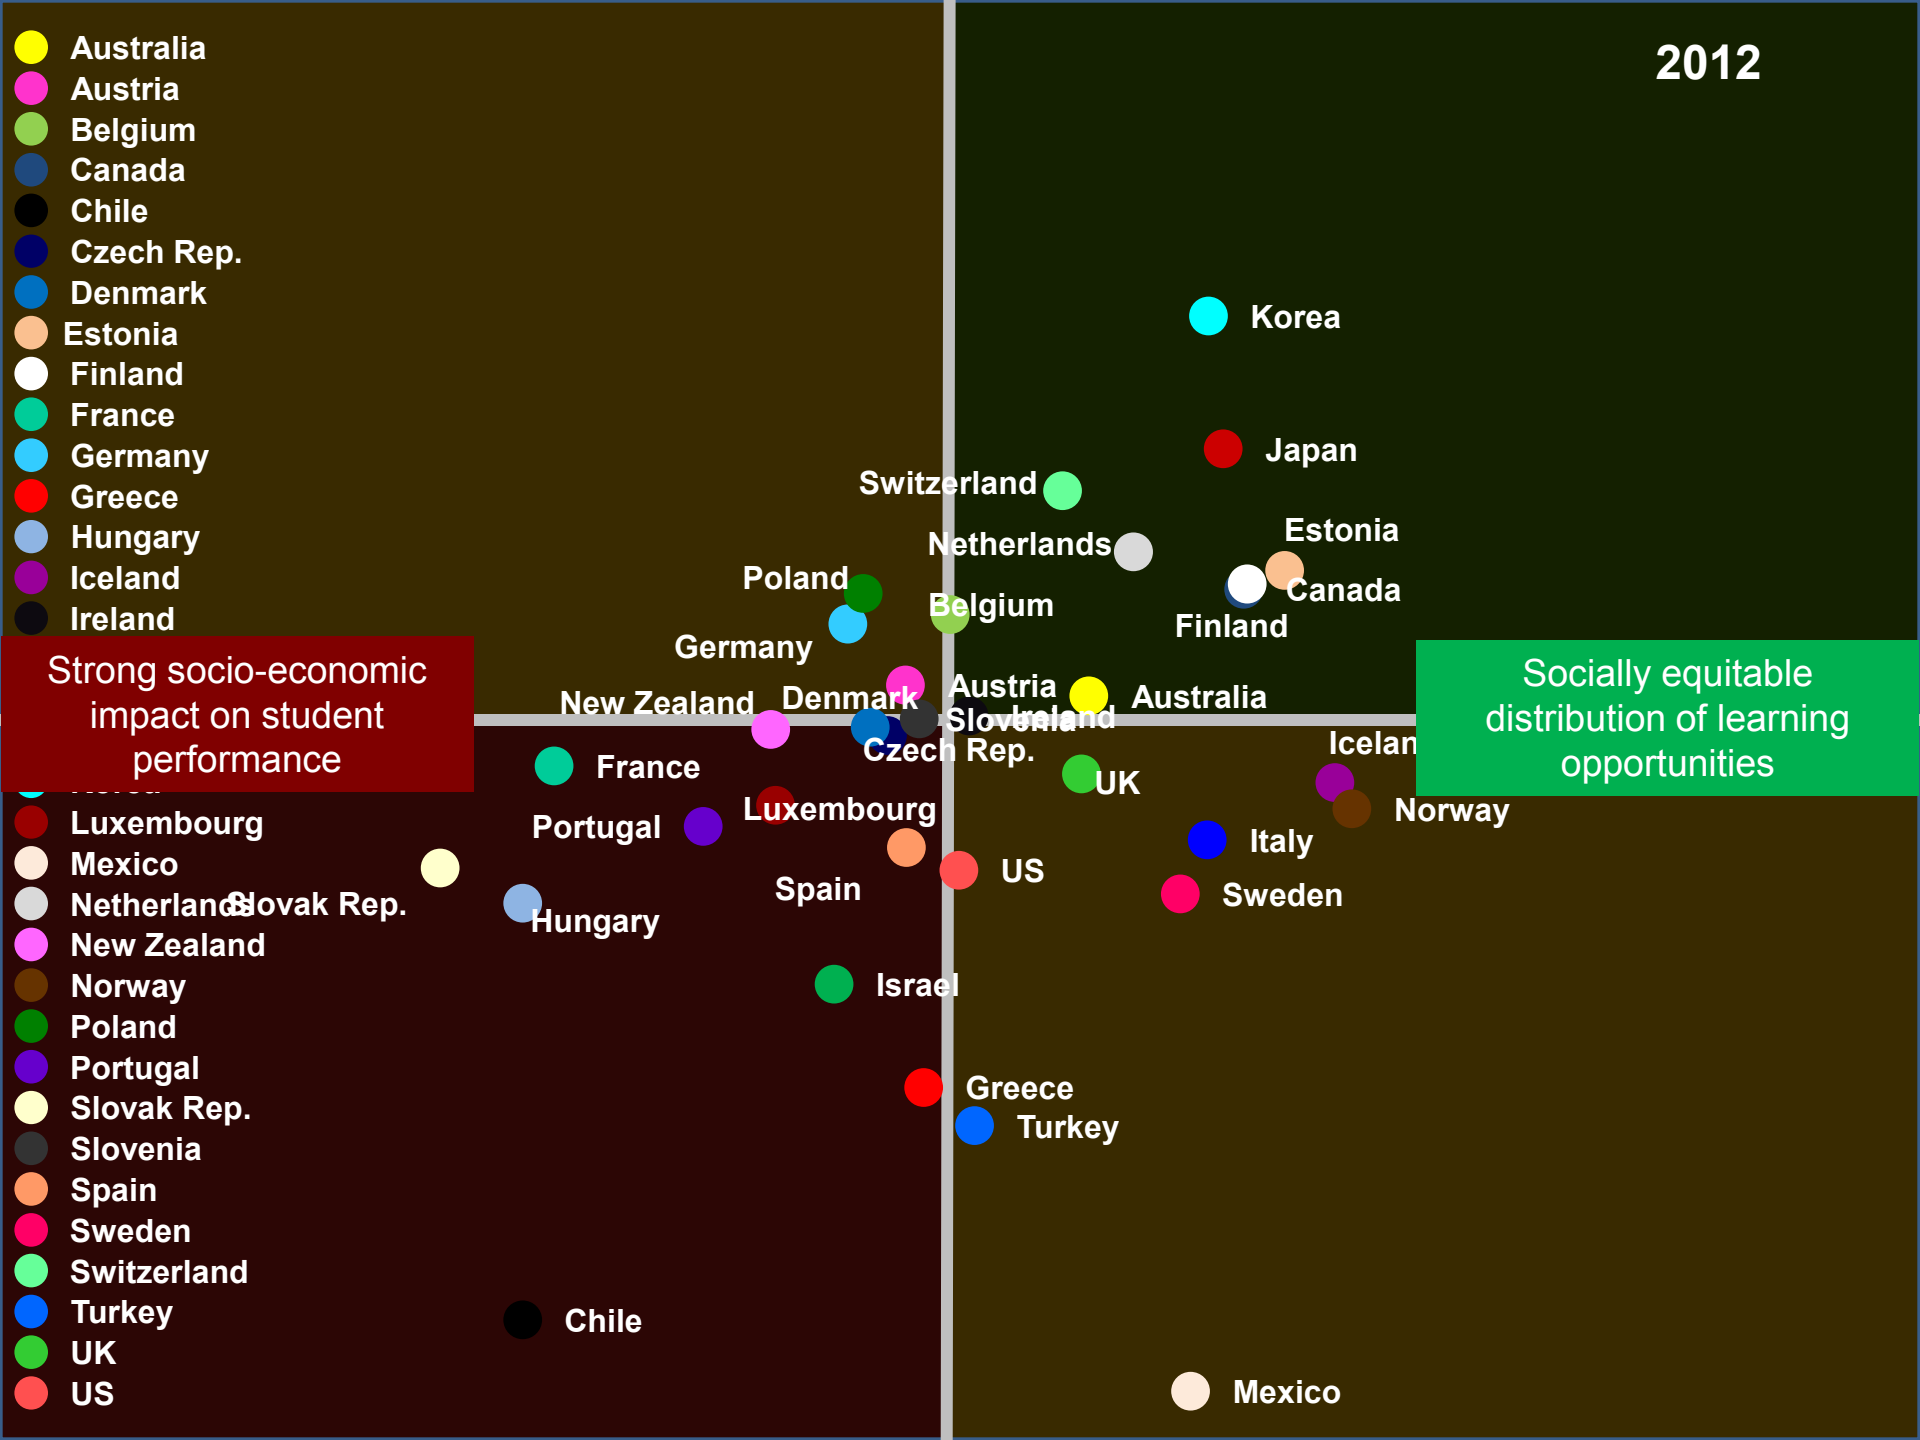 Australia
Austria
Belgium
Canada
Chile
Czech Rep.
Denmark
Estonia
Finland
France
Germany
Greece
Hungary
Iceland
Ireland
Strong socio-economic
impact on student
performance
Luxembourg
Mexico
Netherlands
New Zealand
Norway
Poland
Portugal
Slovak Rep.
Slovenia
Spain
Sweden
Switzerland
Turkey
UK
US
2012
Korea
Japan
Switzerland
Estonia
Netherlands
Poland
Canada
Belgium
Finland
Germany
Austria
Denmark
Australia
New Zealand
Ireland
Slovenia
Socially equitable
distribution of learning
opportunities
Czech Rep.
France
UK
Luxembourg
Norway
Portugal
Italy
US
Spain
Sweden
Slovak Rep.
Hungary
Israel
Greece
Turkey
Chile
Mexico